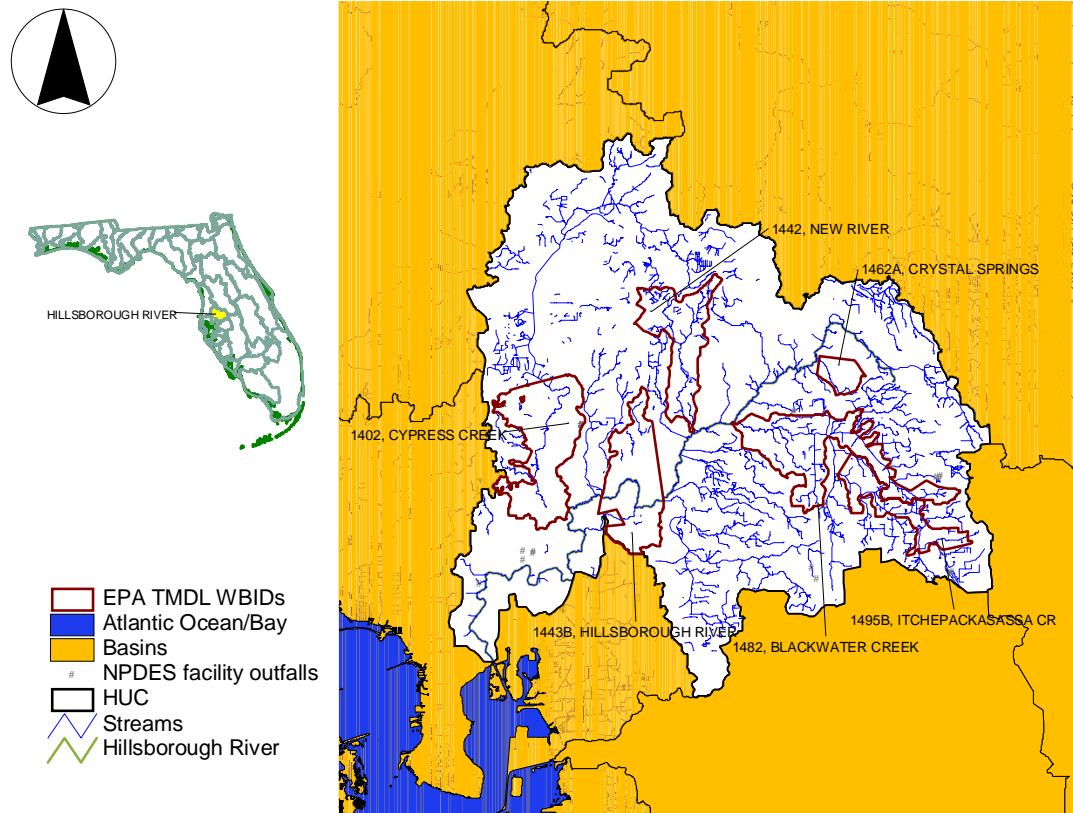 HILLSBOROUGH RIVER
1442, NEW RIVER
1462A, CRYSTAL SPRINGS
1402, CYPRESS CREEK
1443B, HILLSBOROUGH RIVER
1495B, ITCHEPACKASASSA CR
1482, BLACKWATER CREEK
EPA TMDL WBIDs
Atlantic Ocean/Bay
Basins
# NPDES facility outfalls
HUC
Streams
Hillsborough River